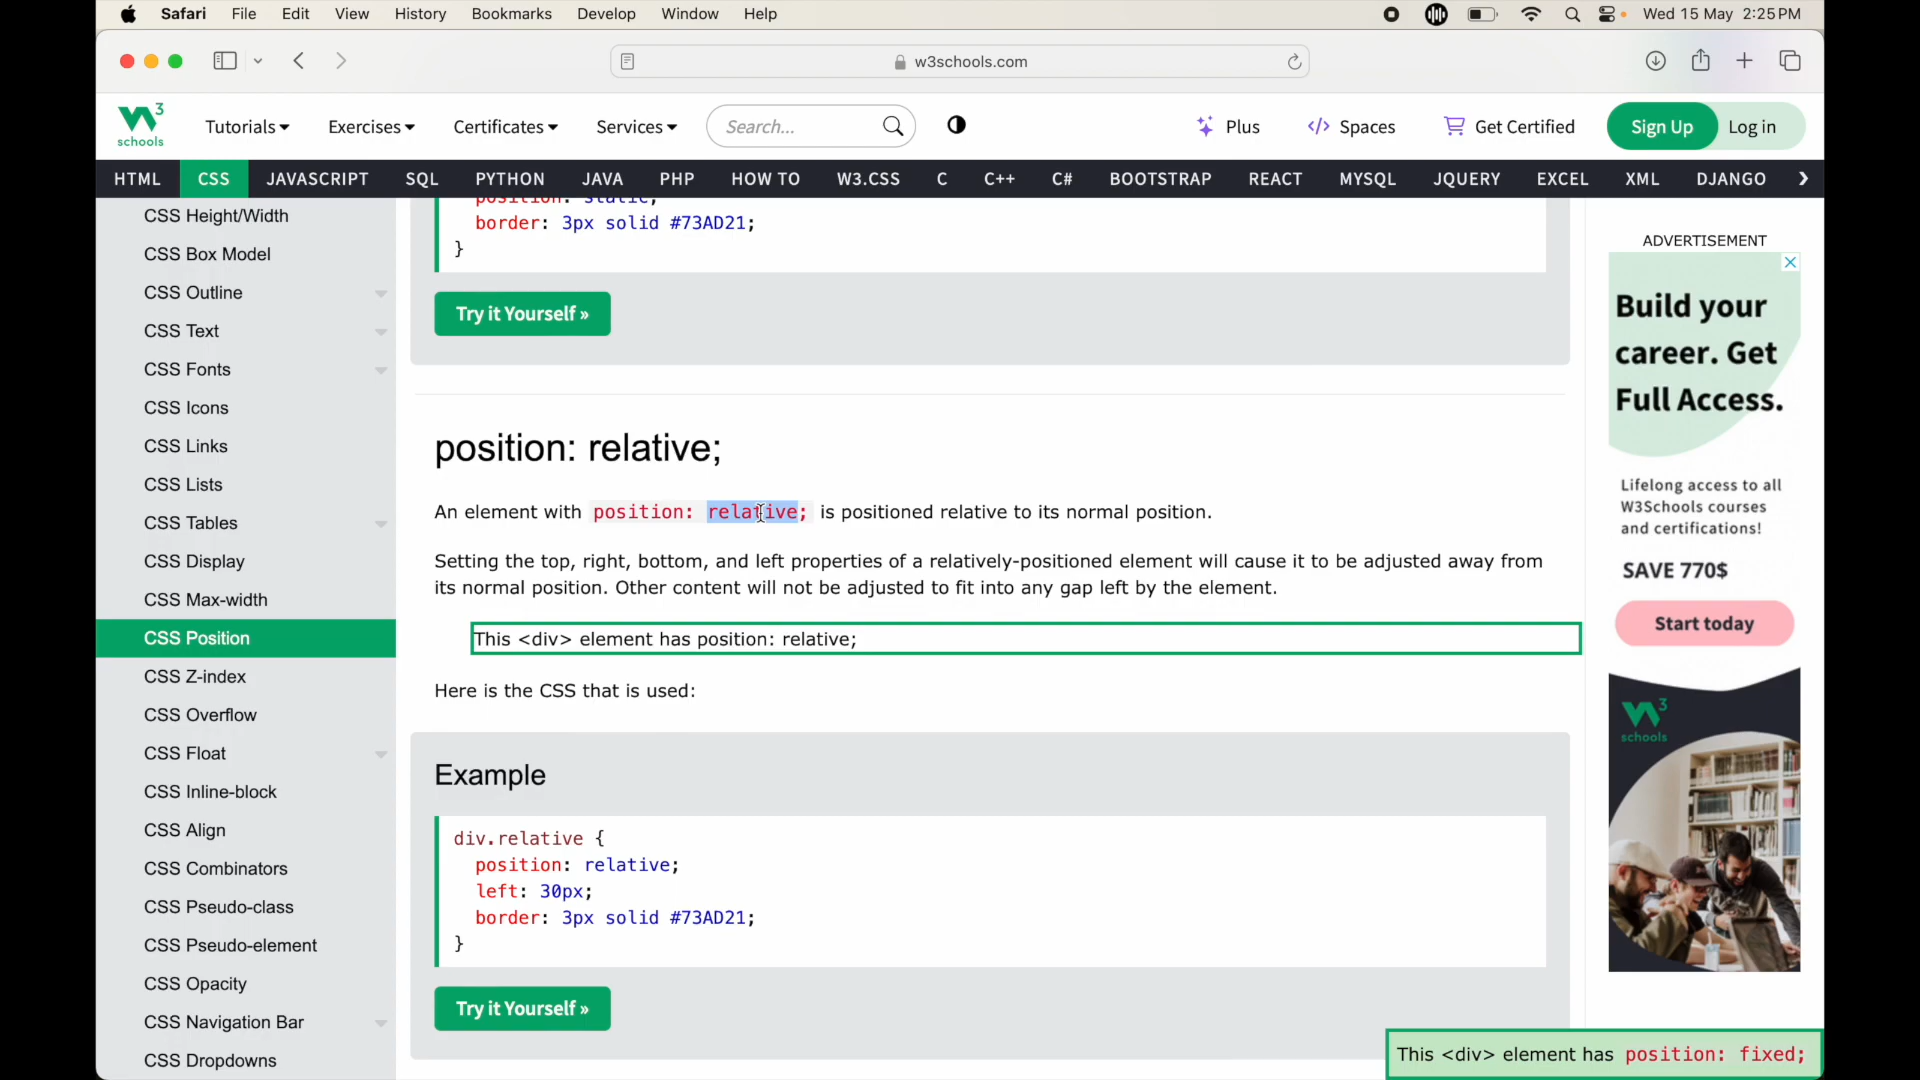 Safari File Edit View History Bookmarks Develop Window Help Wed 15 May 2:25 PM
w3schools.com
W3
schools
Tutorials Exercises Certificates Services Search... Plus </> Spaces Get Certified Sign Up Log in
HTML CSS JAVASCRIPT SQL PYTHON JAVA PHP HOW TO W3.CSS C C++ C# BOOTSTRAP REACT MYSQL JQUERY EXCEL XML DJANGO
CSS Height/Width
CSS Box Model
CSS Outline
CSS Text
CSS Fonts
CSS Icons
CSS Links
CSS Lists
CSS Tables
CSS Display
CSS Max-width
CSS Position
CSS Z-index
CSS Overflow
CSS Float
CSS Inline-block
CSS Align
CSS Combinators
CSS Pseudo-class
CSS Pseudo-element
CSS Opacity
CSS Navigation Bar
CSS Dropdowns
position: static;
border: 3px solid #73AD21;
}
Try it Yourself »
position: relative;
An element with position: relative; is positioned relative to its normal position.
Setting the top, right, bottom, and left properties of a relatively-positioned element will cause it to be adjusted away from
its normal position. Other content will not be adjusted to fit into any gap left by the element.
This <div> element has position: relative;
Here is the CSS that is used:
Example
div.relative {
position: relative;
left: 30px;
border: 3px solid #73AD21;
}
Try it Yourself »
ADVERTISEMENT
Build your
career. Get
Full Access.
Lifelong access to all
W3Schools courses
and certifications!
SAVE 770$
Start today
W3
schools
This <div> element has position: fixed;